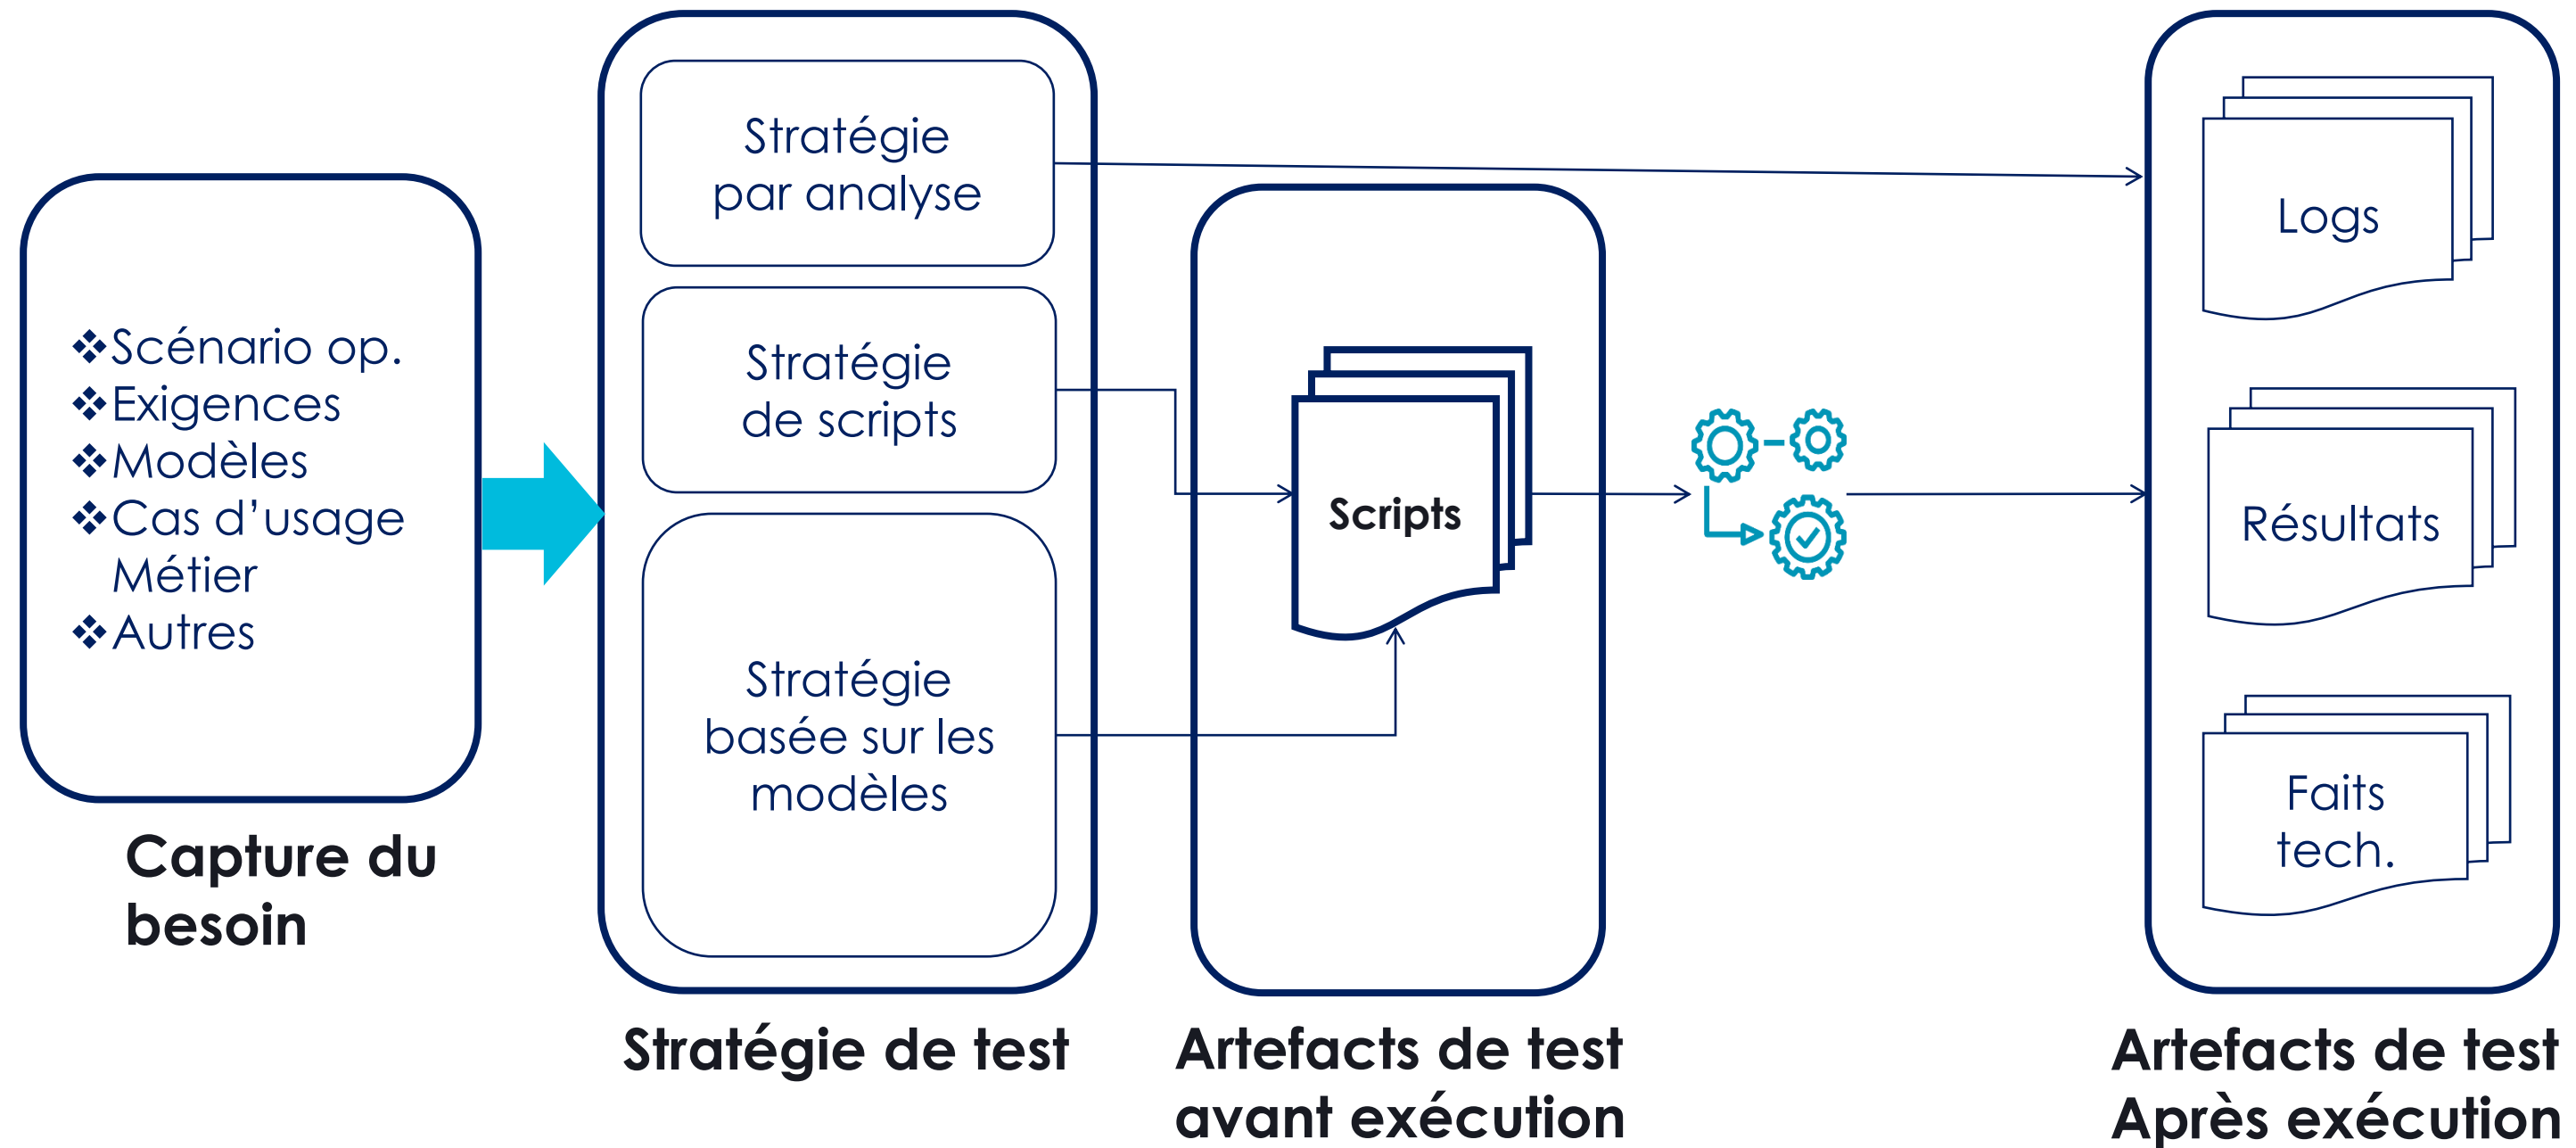 ❖Scénario op.
❖Exigences
❖Modèles
❖Cas d'usage
Métier
❖Autres
Capture du
besoin
Stratégie
par analyse
Stratégie
de scripts
Stratégie
basée sur les
modèles
Stratégie de test
Scripts
Artefacts de test
avant exécution
Logs
Résultats
Faits
tech.
Artefacts de test
Après exécution